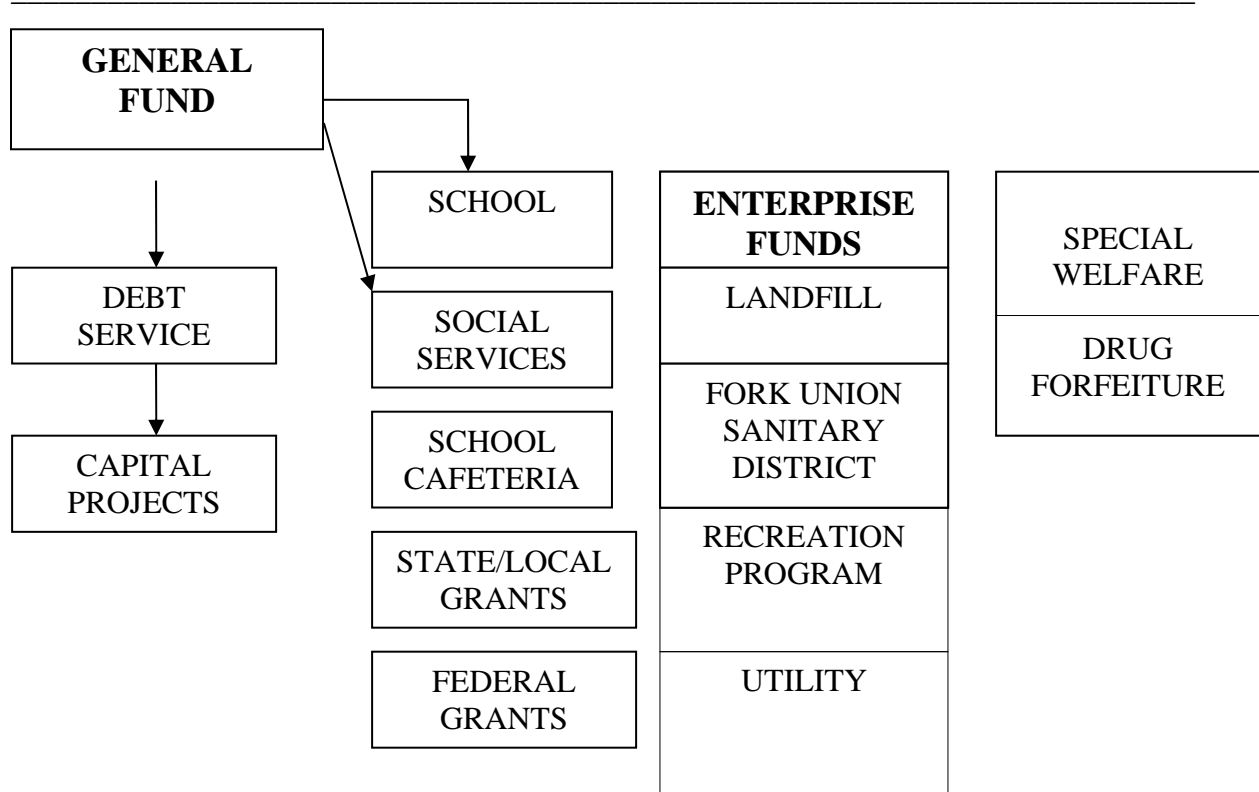 GENERAL
FUND
DEBT
SERVICE
CAPITAL
PROJECTS
SCHOOL
SOCIAL
SERVICES
SCHOOL
CAFETERIA
STATE/LOCAL
GRANTS
FEDERAL
GRANTS
ENTERPRISE
FUNDS
LANDFILL
FORK UNION
SANITARY
DISTRICT
RECREATION
PROGRAM
UTILITY
SPECIAL
WELFARE
DRUG
FORFEITURE